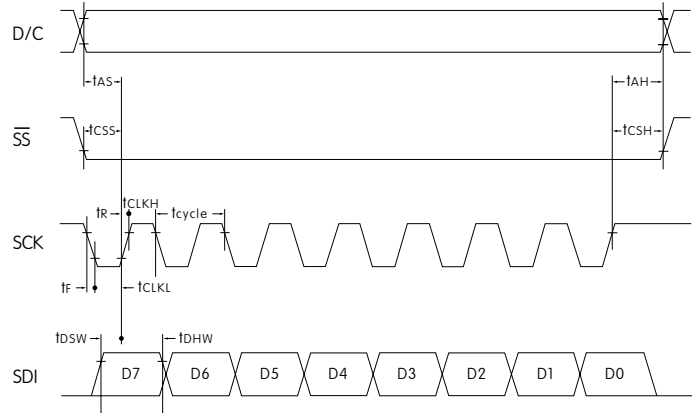 D/C
tAS
tAH
tCSS
tCSH
SS
tCLKH
tR
tcycle
SCK
tF
tCLKL
tDSW
tDHW
SDI
D7 D6 D5 D4 D3 D2 D1 D0